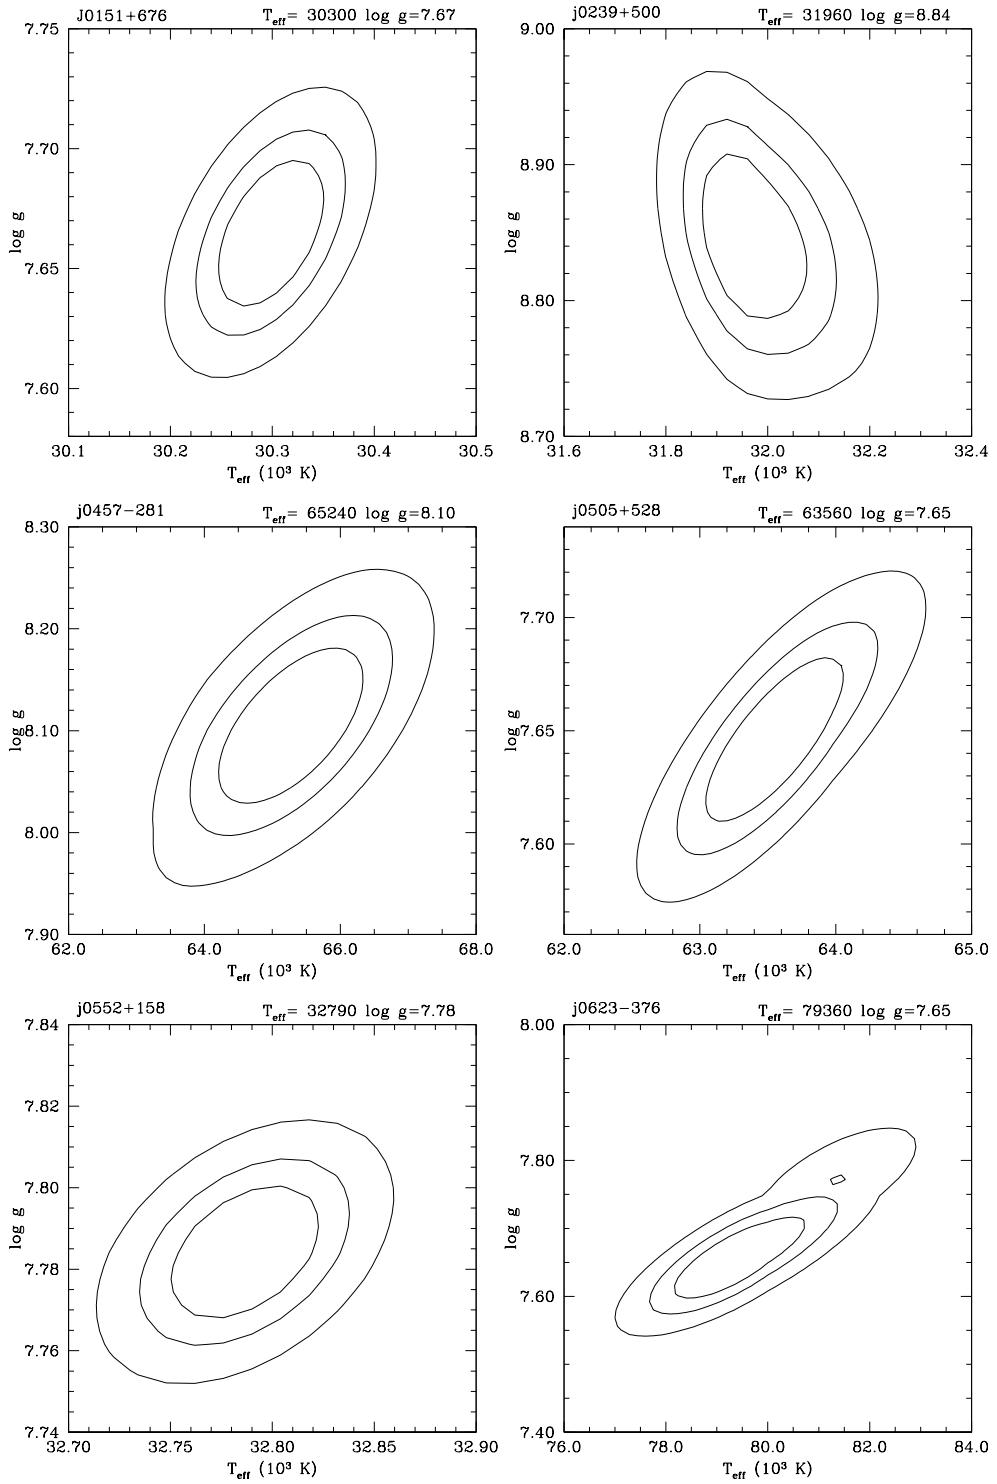 J0151+676 T_eff= 30300 log g=7.67
7.75
7.70
7.65
7.60
log g
30.1 30.2 30.3 30.4 30.5
T_eff (10³ K)
j0239+500 T_eff= 31960 log g=8.84
9.00
8.90
8.80
8.70
log g
31.6 31.8 32.0 32.2 32.4
T_eff (10³ K)
j0457−281 T_eff= 65240 log g=8.10
8.30
8.20
8.10
8.00
7.90
log g
62.0 64.0 66.0 68.0
T_eff (10³ K)
j0505+528 T_eff= 63560 log g=7.65
7.70
7.65
7.60
log g
62.0 63.0 64.0 65.0
T_eff (10³ K)
j0552+158 T_eff= 32790 log g=7.78
7.84
7.82
7.80
7.78
7.76
7.74
log g
32.70 32.75 32.80 32.85 32.90
T_eff (10³ K)
j0623−376 T_eff= 79360 log g=7.65
8.00
7.80
7.60
7.40
log g
76.0 78.0 80.0 82.0 84.0
T_eff (10³ K)